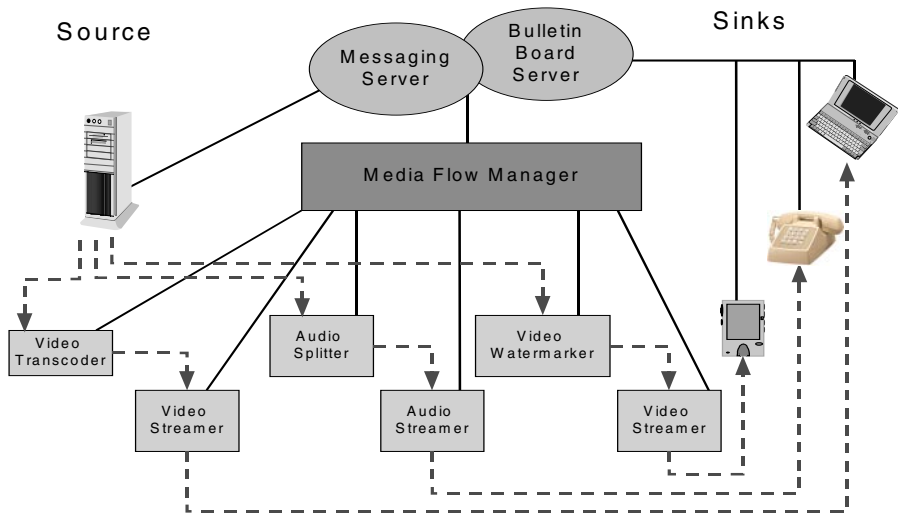 Source
Messaging
Server
Bulletin
Board
Server
Sinks
Media Flow Manager
Video
Transcoder
Audio
Splitter
Video
Watermarker
Video
Streamer
Audio
Streamer
Video
Streamer